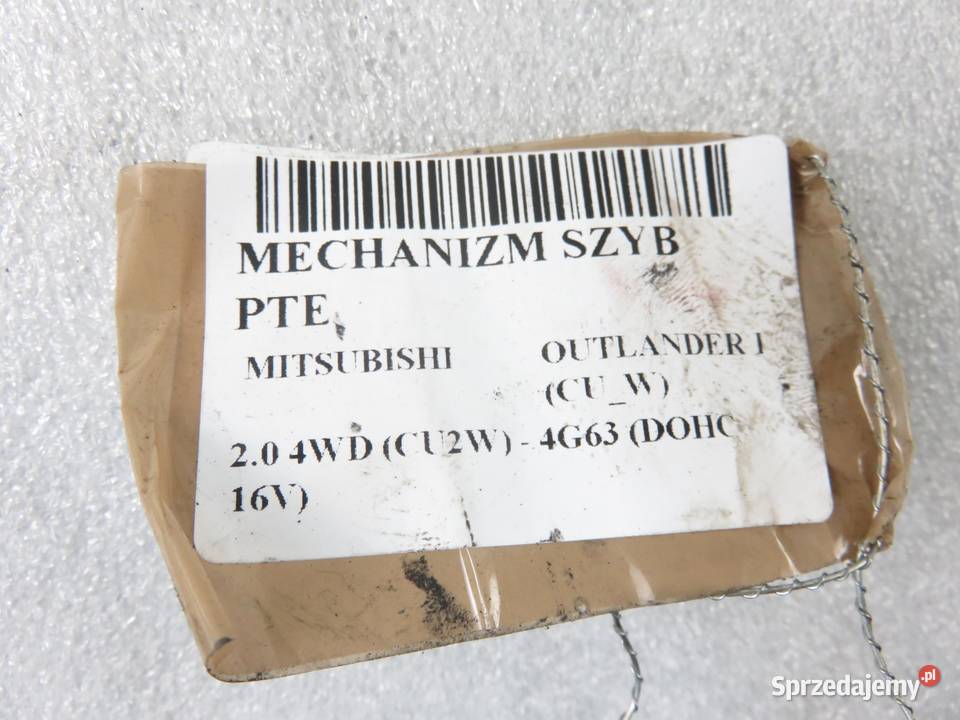 MECHANIZM SZYB
PTE
MITSUBISHI OUTLANDER I
(CU_W)
2.0 4WD (CU2W) - 4G63 (DOHC
16V)
Sprzedajemy.pl